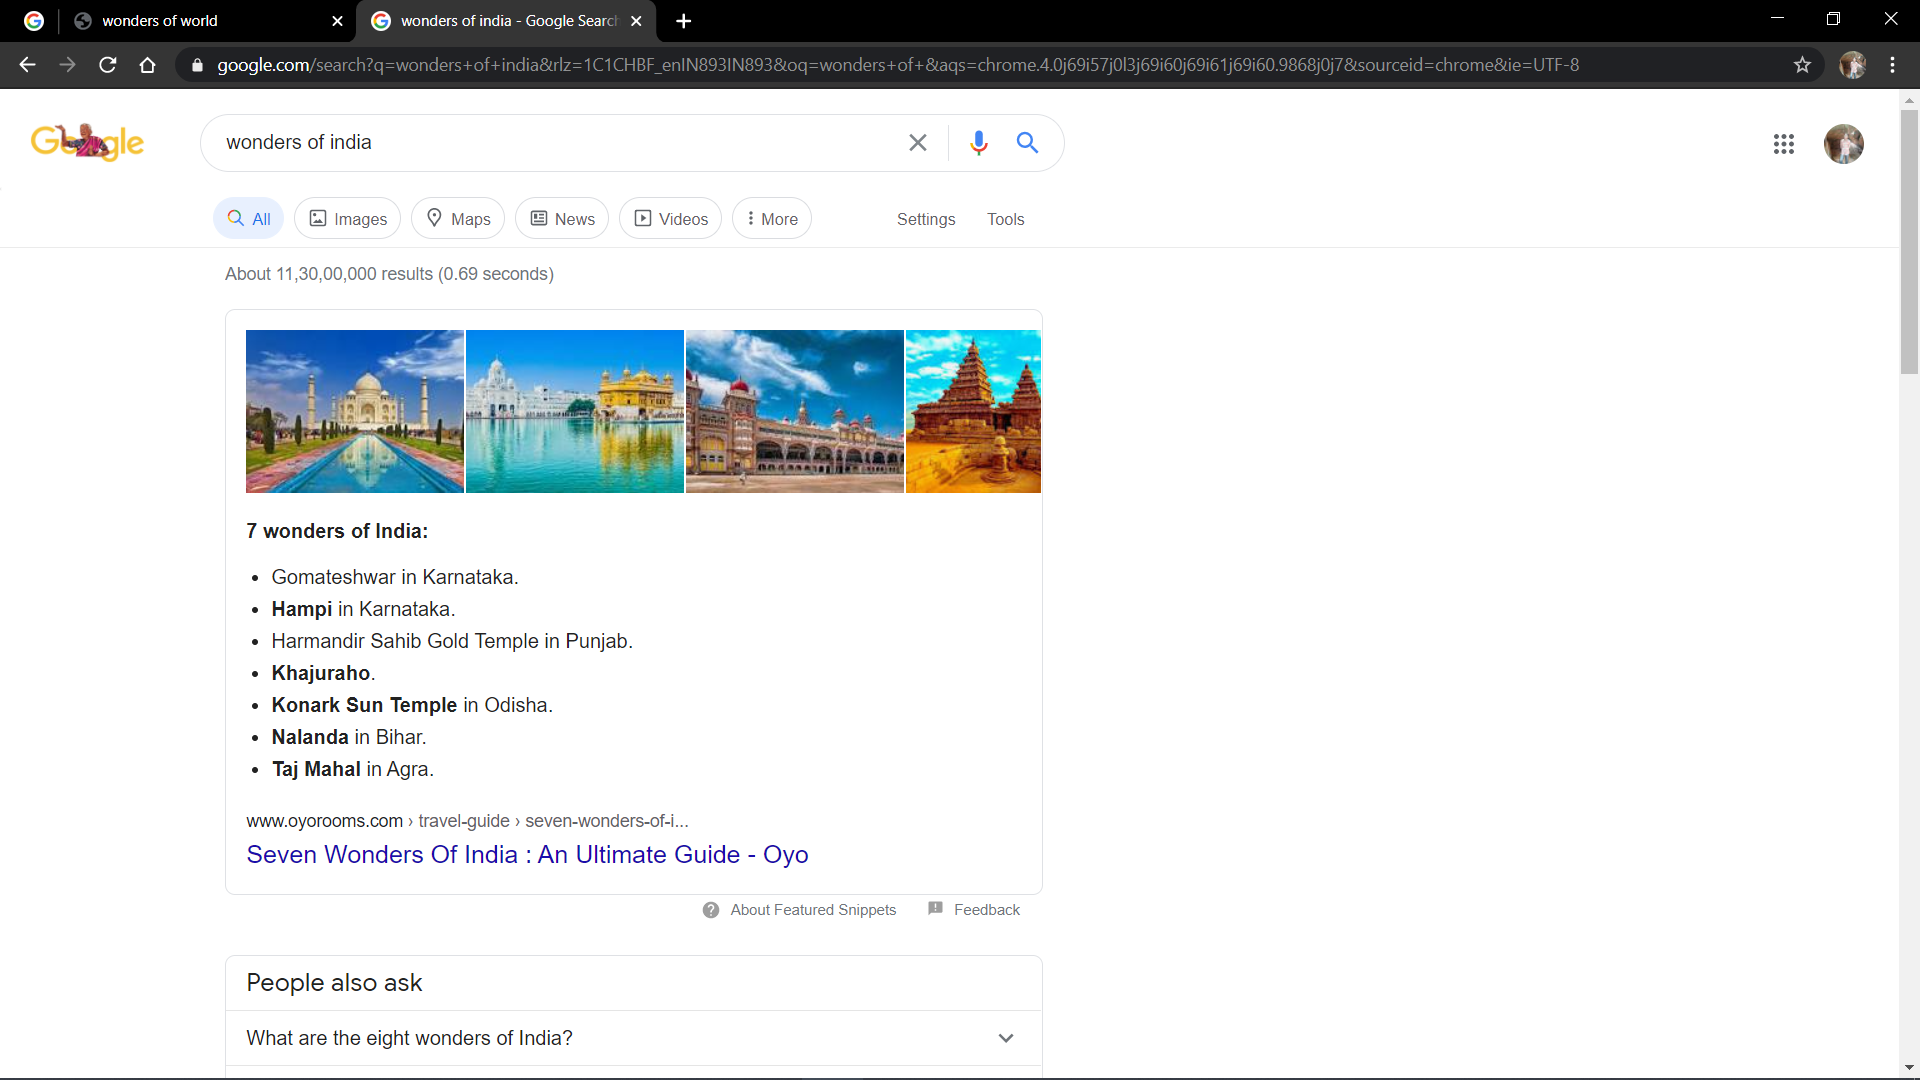 wonders of world
wonders of india - Google Search
google.com/search?q=wonders+of+india&rlz=1C1CHBF_enIN893IN893&oq=wonders+of+&aqs=chrome.4.0j69i57j0l3j69i60j69i61j69i60.9868j0j7&sourceid=chrome&ie=UTF-8
Google
wonders of india
All Images Maps News Videos More Settings Tools
About 11,30,00,000 results (0.69 seconds)
7 wonders of India:
• Gomateshwar in Karnataka.
• Hampi in Karnataka.
• Harmandir Sahib Gold Temple in Punjab.
• Khajuraho.
• Konark Sun Temple in Odisha.
• Nalanda in Bihar.
• Taj Mahal in Agra.
www.oyorooms.com › travel-guide › seven-wonders-of-i...
Seven Wonders Of India : An Ultimate Guide - Oyo
About Featured Snippets Feedback
People also ask
What are the eight wonders of India?